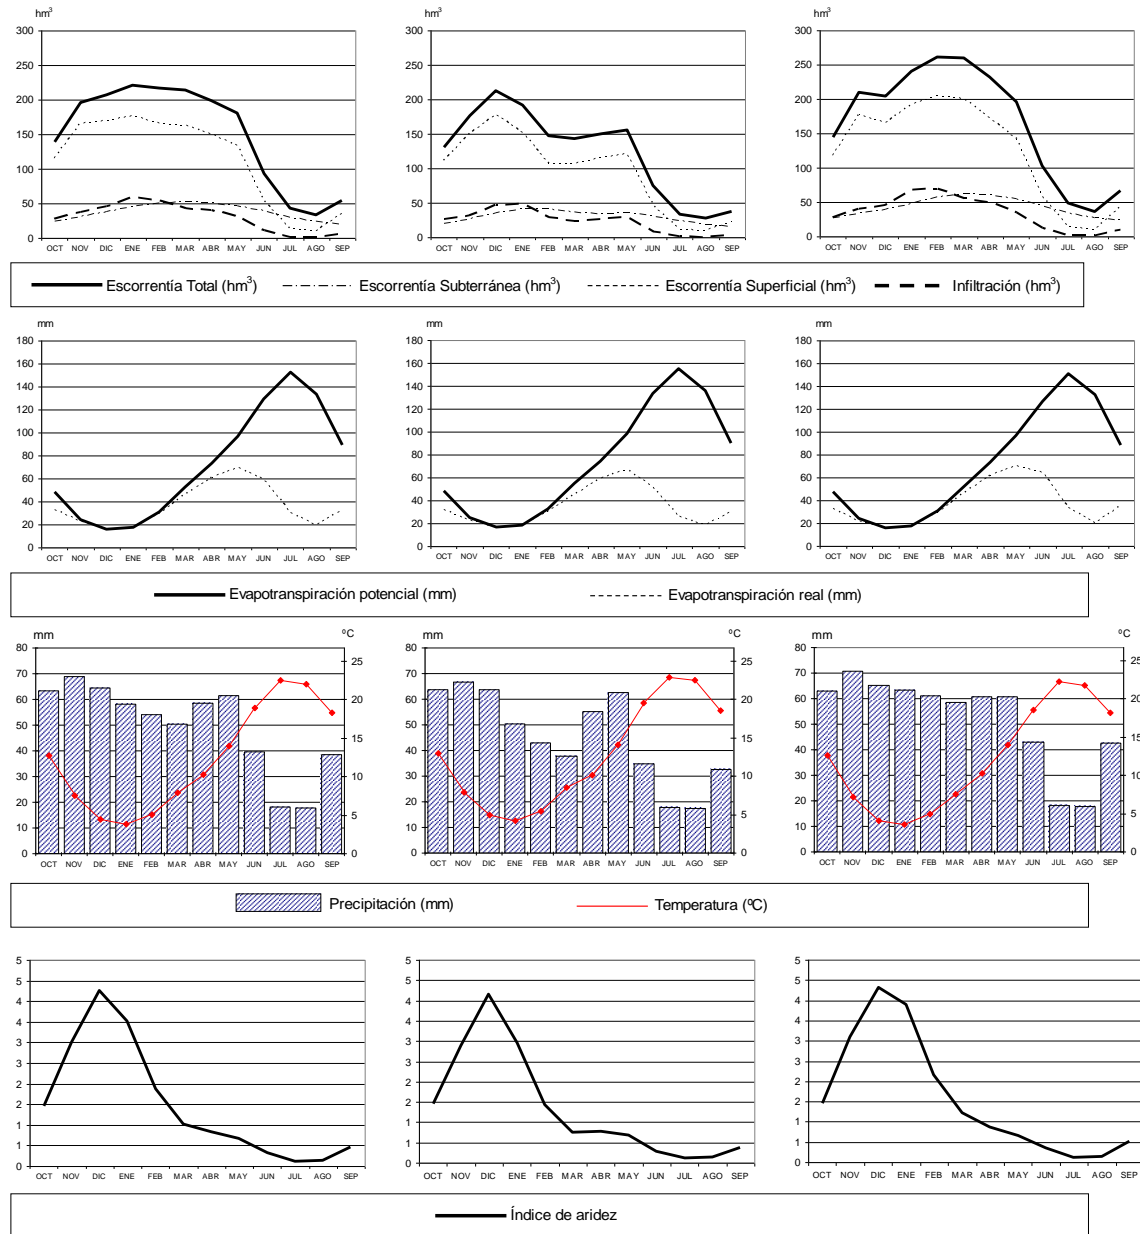 hm³ hm³ hm³
300 300 300
250 250 250
200 200 200
150 150 150
100 100 100
50 50 50
0 0 0
OCT NOV DIC ENE FEB MAR ABR MAY JUN JUL AGO SEP OCT NOV DIC ENE FEB MAR ABR MAY JUN JUL AGO SEP OCT NOV DIC ENE FEB MAR ABR MAY JUN JUL AGO SEP
Escorrentía Total (hm³) Escorrentía Subterránea (hm³) Escorrentía Superficial (hm³) Infiltración (hm³)
mm mm mm
180 180 180
160 160 160
140 140 140
120 120 120
100 100 100
80 80 80
60 60 60
40 40 40
20 20 20
0 0 0
OCT NOV DIC ENE FEB MAR ABR MAY JUN JUL AGO SEP OCT NOV DIC ENE FEB MAR ABR MAY JUN JUL AGO SEP OCT NOV DIC ENE FEB MAR ABR MAY JUN JUL AGO SEP
Evapotranspiración potencial (mm) Evapotranspiración real (mm)
mm ºC mm ºC mm ºC
80 80 80
70 25 70 25 70 25
60 20 60 20 60 20
50 50 50
40 15 40 15 40 15
30 10 30 10 30 10
20 20 20
10 5 10 5 10 5
0 0 0 0 0 0
OCT NOV DIC ENE FEB MAR ABR MAY JUN JUL AGO SEP OCT NOV DIC ENE FEB MAR ABR MAY JUN JUL AGO SEP OCT NOV DIC ENE FEB MAR ABR MAY JUN JUL AGO SEP
Precipitación (mm) Temperatura (ºC)
5 5 5
5 5 5
4 4 4
4 4 4
3 3 3
3 3 3
2 2 2
2 2 2
1 1 1
1 1 1
0 0 0
OCT NOV DIC ENE FEB MAR ABR MAY JUN JUL AGO SEP OCT NOV DIC ENE FEB MAR ABR MAY JUN JUL AGO SEP OCT NOV DIC ENE FEB MAR ABR MAY JUN JUL AGO SEP
Índice de aridez